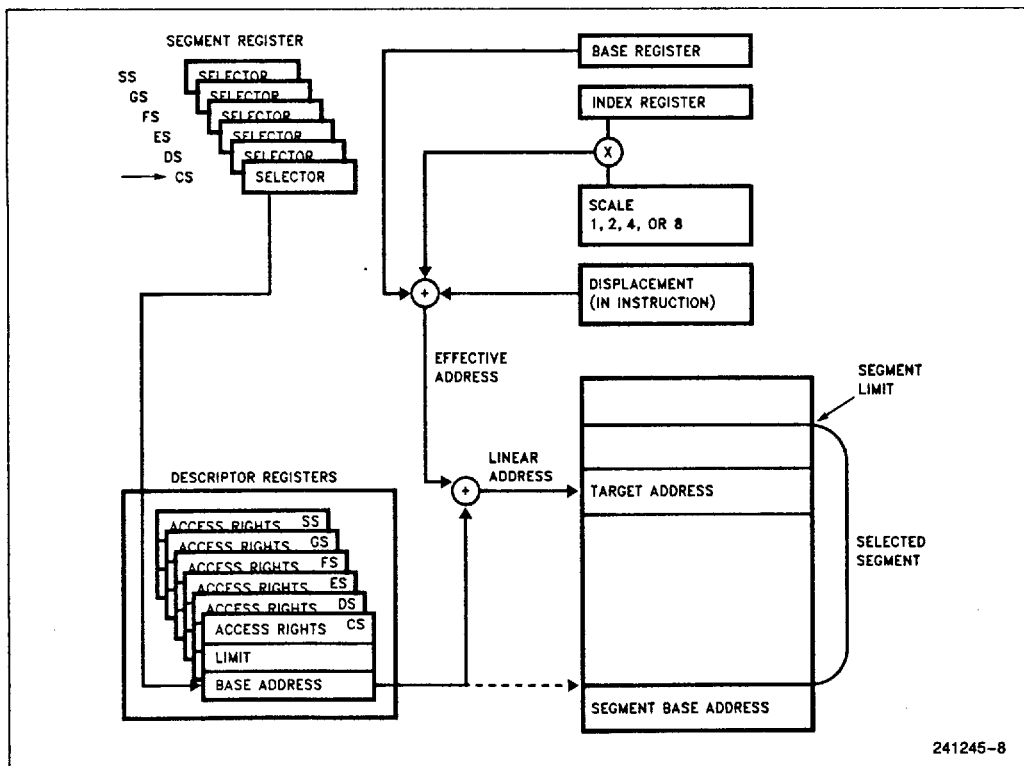 SEGMENT REGISTER
SS
GS
FS
ES
DS
CS
SELECTOR
SELECTOR
SELECTOR
SELECTOR
SELECTOR
SELECTOR
BASE REGISTER
INDEX REGISTER
X
SCALE
1, 2, 4, OR 8
DISPLACEMENT
(IN INSTRUCTION)
+
EFFECTIVE
ADDRESS
SEGMENT
LIMIT
LINEAR
ADDRESS
+
TARGET ADDRESS
SELECTED
SEGMENT
SEGMENT BASE ADDRESS
DESCRIPTOR REGISTERS
ACCESS RIGHTS SS
ACCESS RIGHTS GS
ACCESS RIGHTS FS
ACCESS RIGHTS ES
ACCESS RIGHTS DS
ACCESS RIGHTS CS
LIMIT
BASE ADDRESS
241245-8